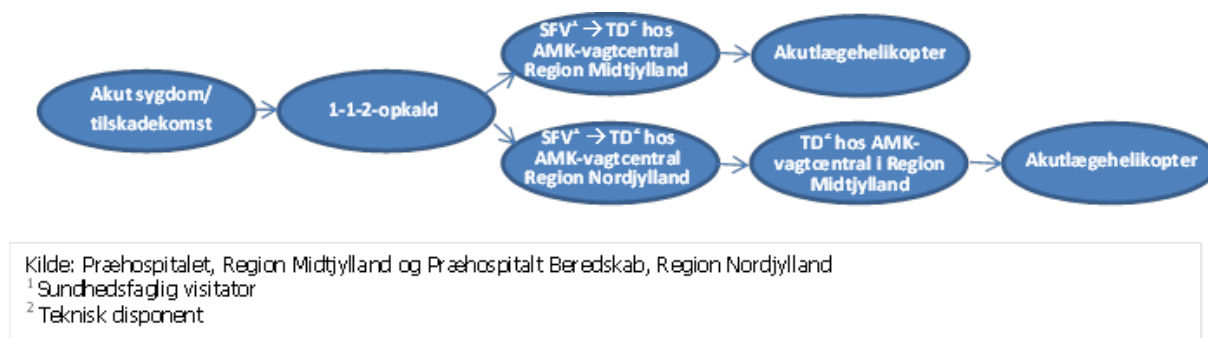 Akut sygdom/
tilskadekomst
1-1-2-opkald
SFV¹ → TD² hos
AMK-vagtcentral
Region Midtjylland
Akutlægehelikopter
SFV¹ → TD² hos
AMK-vagtcentral
Region Nordjylland
TD² hos AMK-
vagtcentral i Region
Midtjylland
Akutlægehelikopter
Kilde: Præhospitalet, Region Midtjylland og Præhospitalt Beredskab, Region Nordjylland
¹ Sundhedsfaglig visitator
² Teknisk disponent